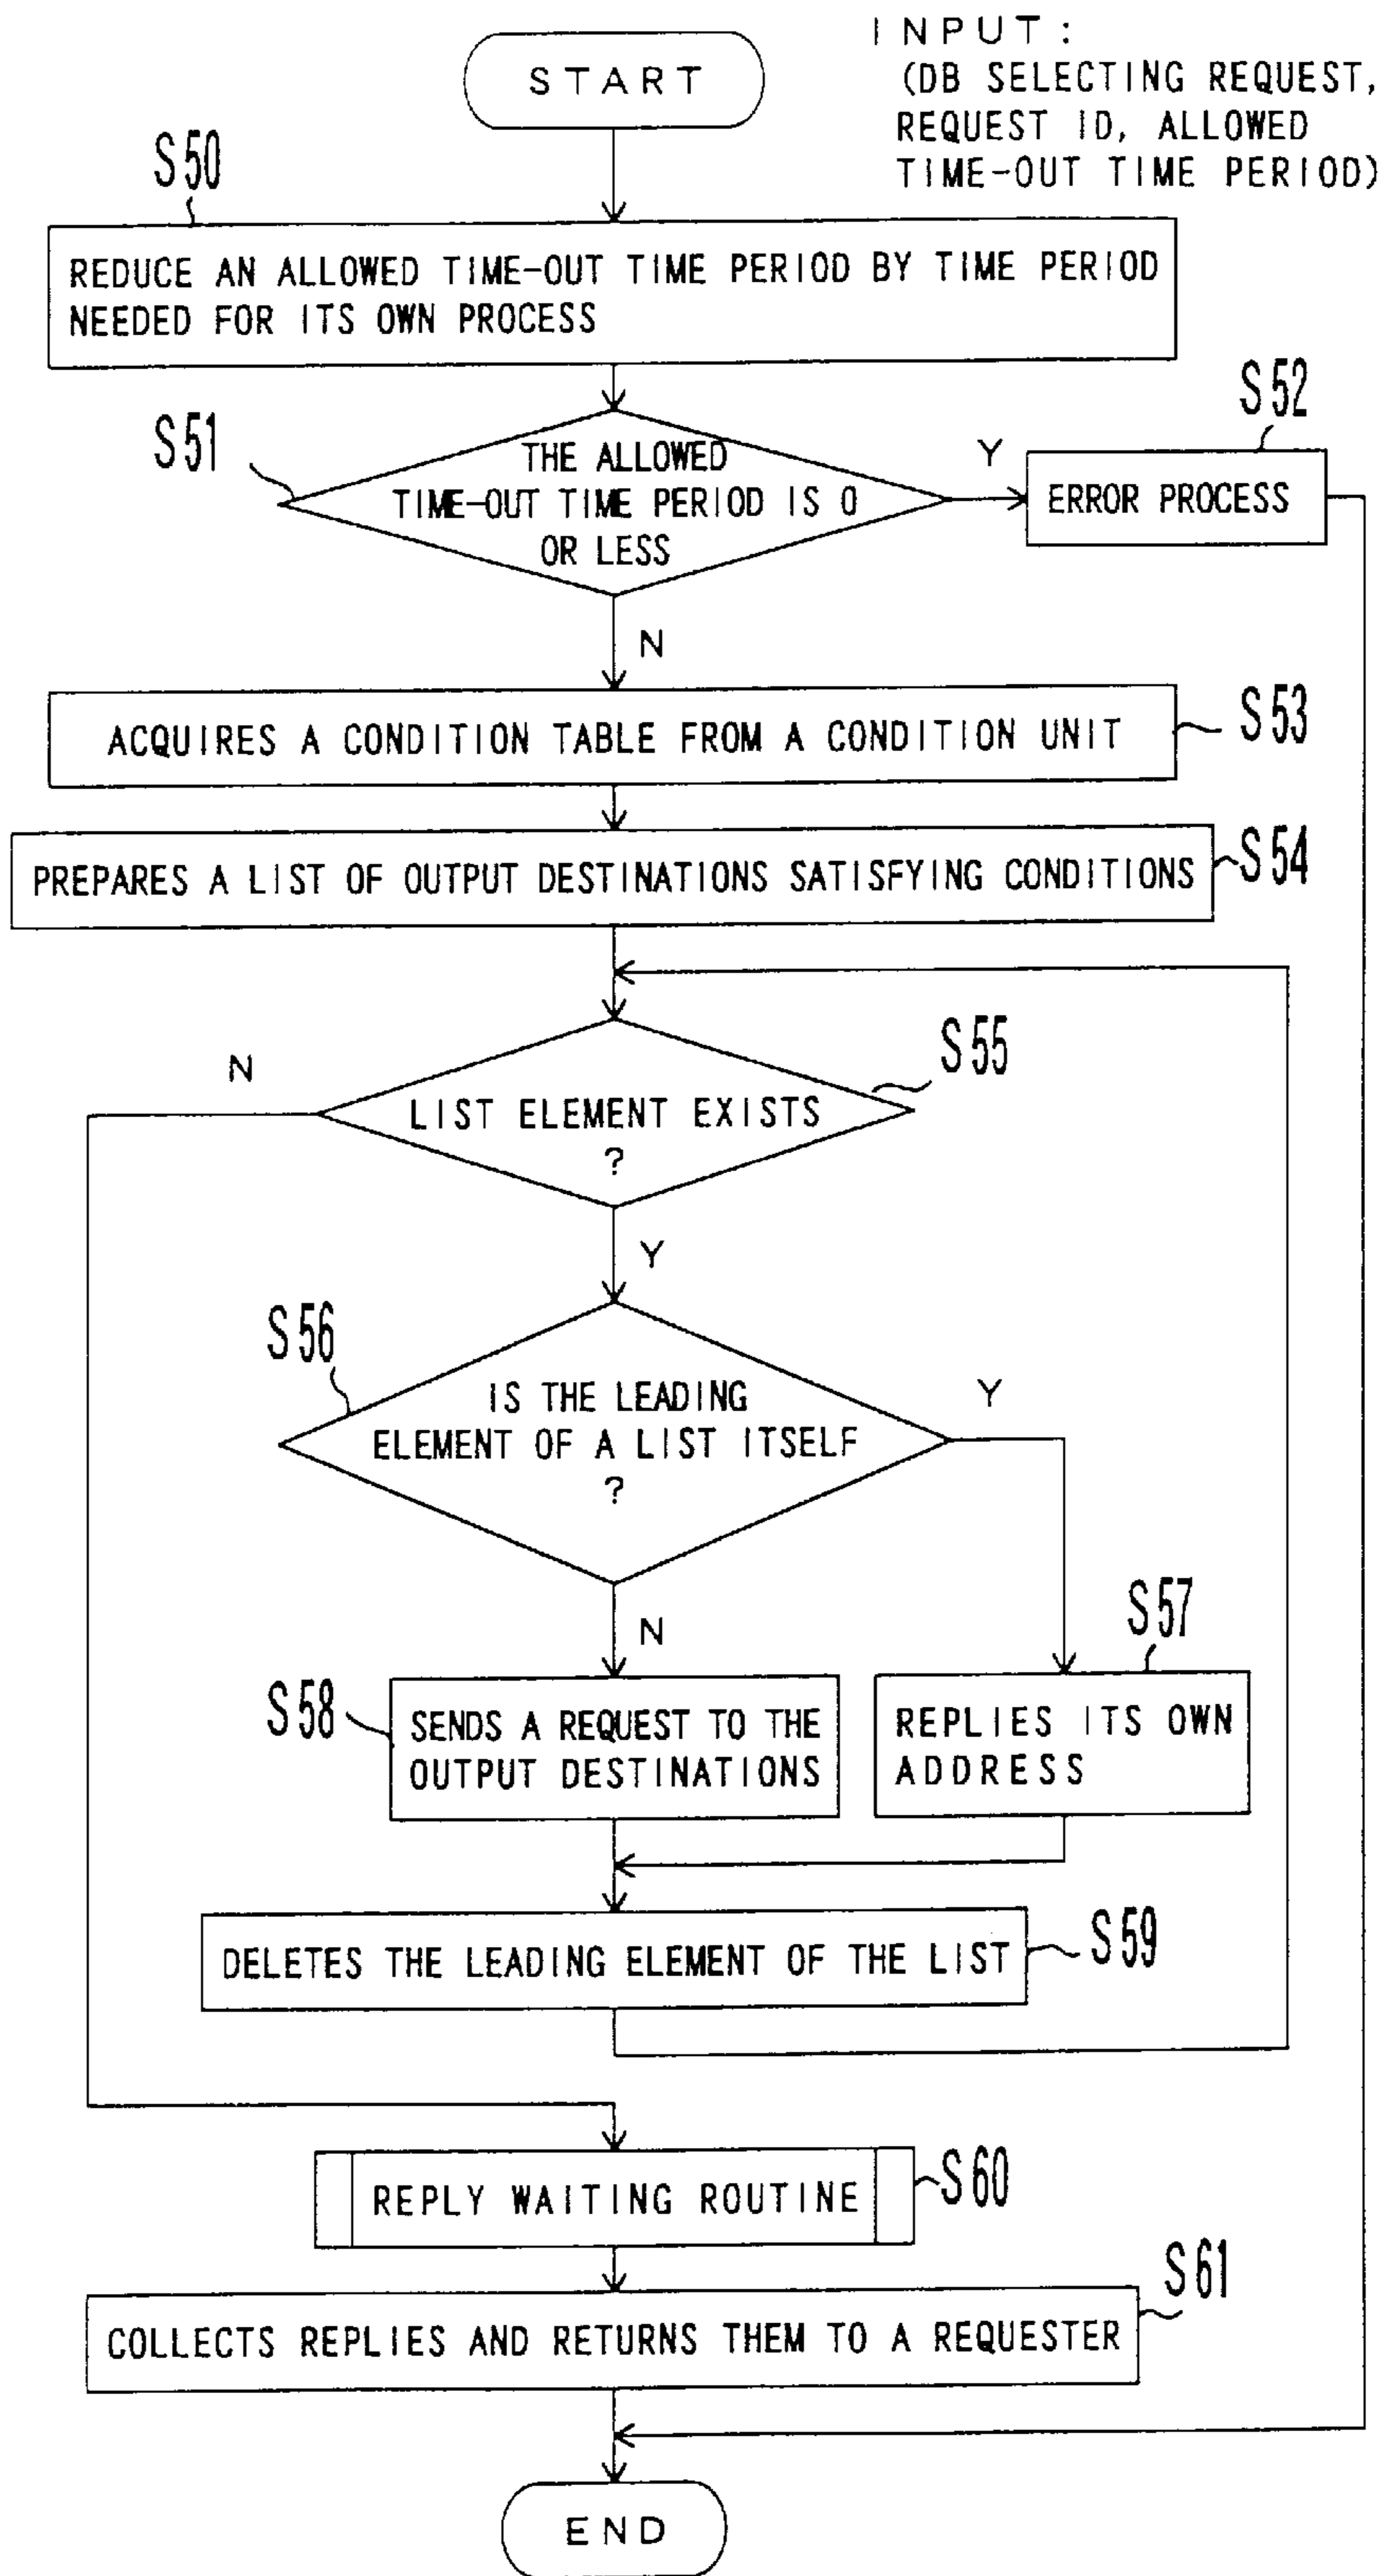 START
INPUT:
(DB SELECTING REQUEST,
REQUEST ID, ALLOWED
TIME-OUT TIME PERIOD)
S50
REDUCE AN ALLOWED TIME-OUT TIME PERIOD BY TIME PERIOD
NEEDED FOR ITS OWN PROCESS
S51
THE ALLOWED
TIME-OUT TIME PERIOD IS 0
OR LESS
Y
S52
ERROR PROCESS
N
ACQUIRES A CONDITION TABLE FROM A CONDITION UNIT
S53
PREPARES A LIST OF OUTPUT DESTINATIONS SATISFYING CONDITIONS
S54
N
S55
LIST ELEMENT EXISTS
?
Y
S56
IS THE LEADING
ELEMENT OF A LIST ITSELF
?
Y
N
S57
S58
SENDS A REQUEST TO THE
OUTPUT DESTINATIONS
REPLIES ITS OWN
ADDRESS
DELETES THE LEADING ELEMENT OF THE LIST
S59
REPLY WAITING ROUTINE
S60
S61
COLLECTS REPLIES AND RETURNS THEM TO A REQUESTER
END